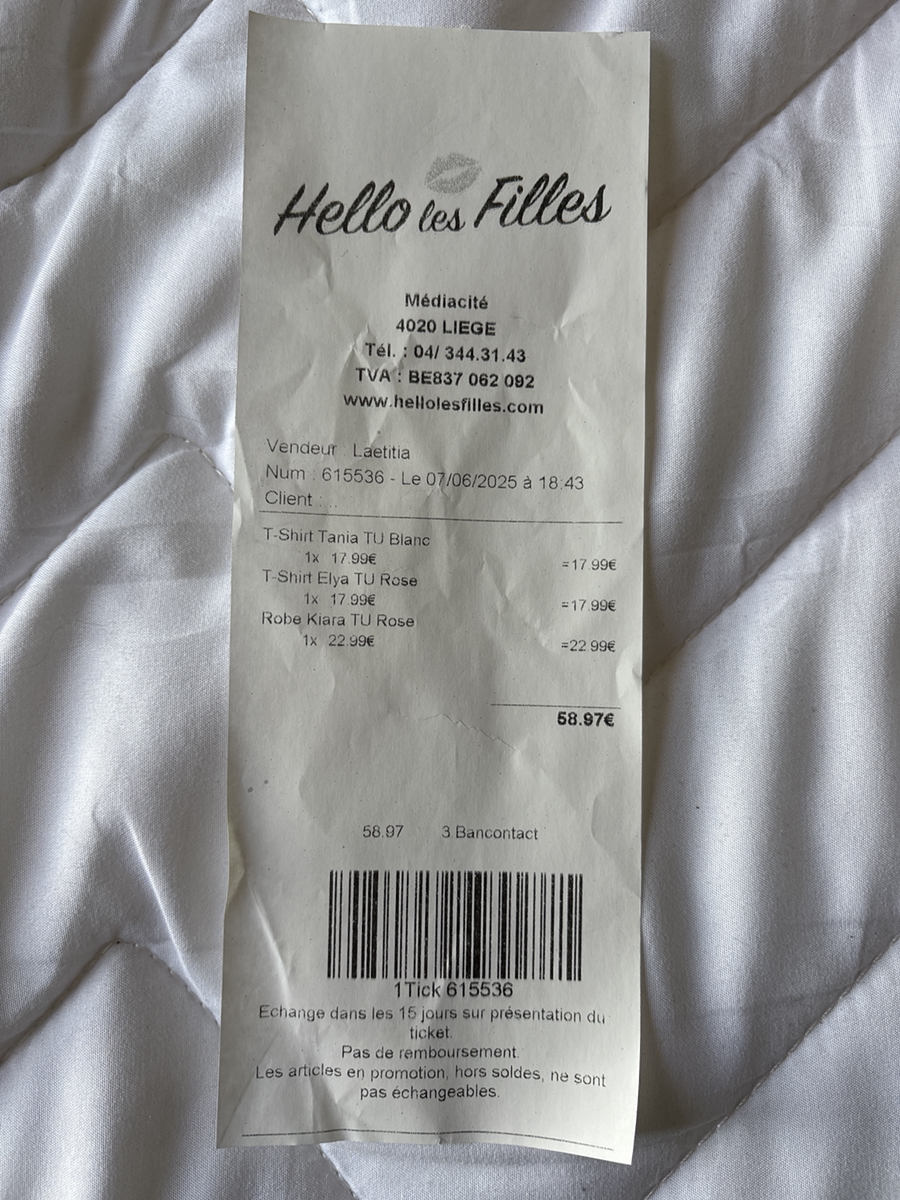 Hello les Filles
Médiacité
4020 LIEGE
Tél. : 04/ 344.31.43
TVA : BE837 062 092
www.hellolesfilles.com
Vendeur : Laetitia
Num : 615536 - Le 07/06/2025 à 18:43
Client : ...
T-Shirt Tania TU Blanc
1x 17.99€ =17.99€
T-Shirt Elya TU Rose
1x 17.99€ =17.99€
Robe Kiara TU Rose
1x 22.99€ =22.99€
58.97€
58.97 3 Bancontact
1Tick 615536
Echange dans les 15 jours sur présentation du
ticket.
Pas de remboursement.
Les articles en promotion, hors soldes, ne sont
pas échangeables.